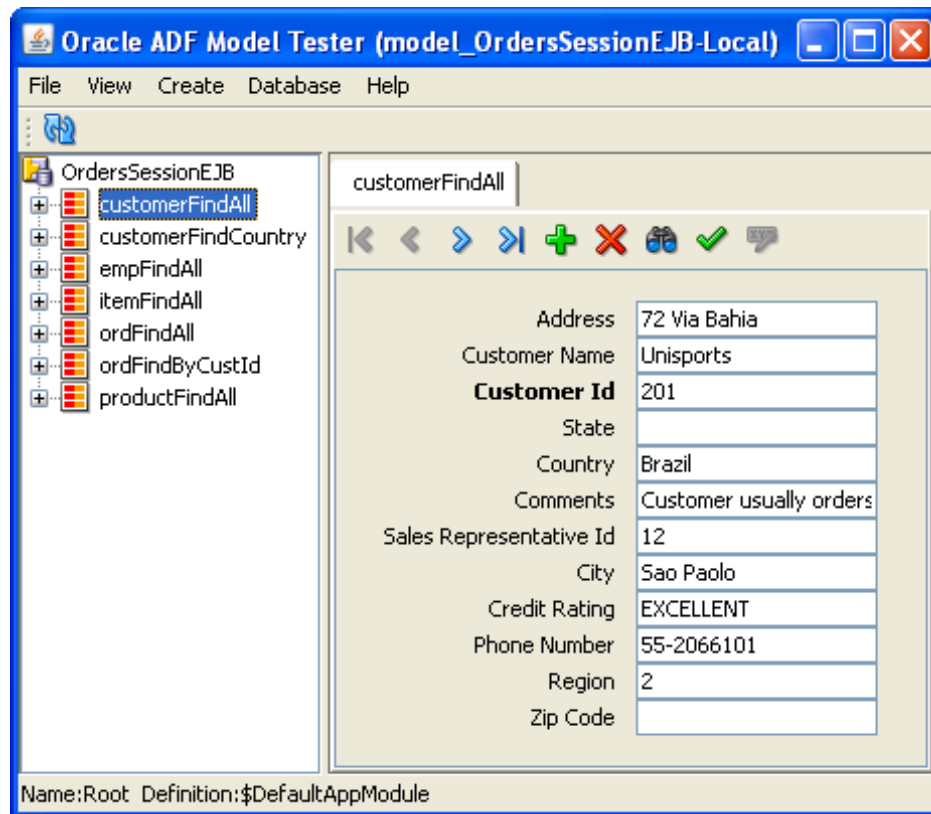 Oracle ADF Model Tester (model_OrdersSessionEJB-Local)
File View Create Database Help
OrdersSessionEJB
customerFindAll
customerFindCountry
empFindAll
itemFindAll
ordFindAll
ordFindByCustId
productFindAll
customerFindAll
Address 72 Via Bahia
Customer Name Unisports
Customer Id 201
State
Country Brazil
Comments Customer usually orders
Sales Representative Id 12
City Sao Paolo
Credit Rating EXCELLENT
Phone Number 55-2066101
Region 2
Zip Code
Name:Root Definition:$DefaultAppModule